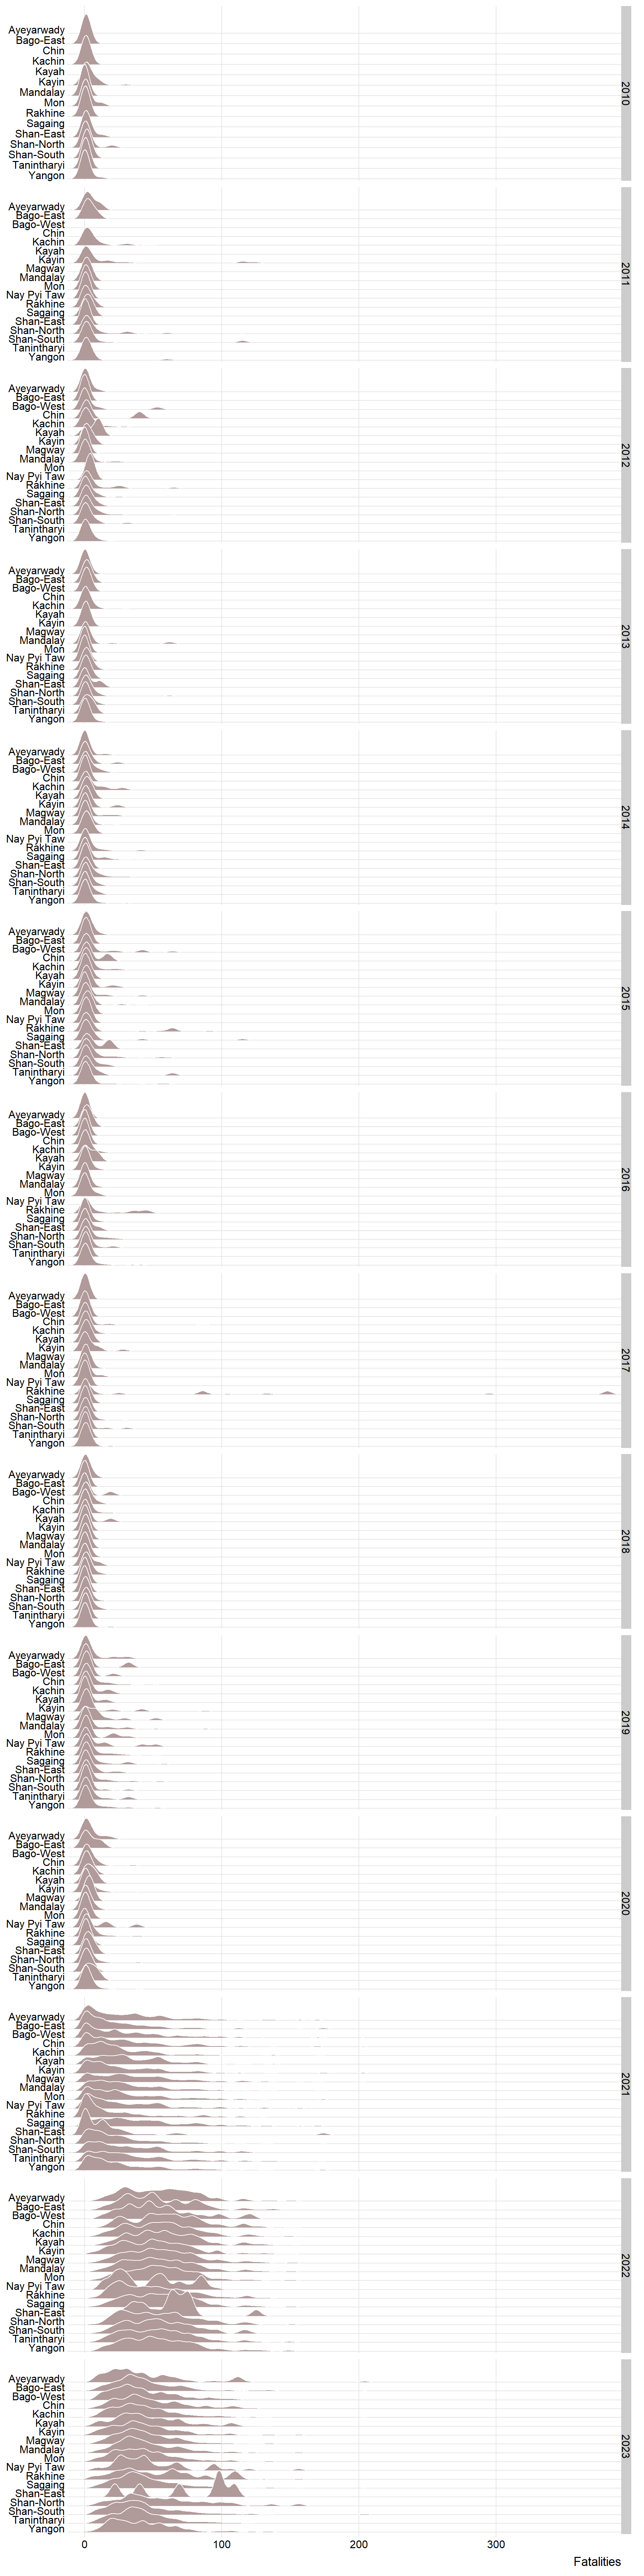 Ayeyarwady
Bago-East
Chin
Kachin
Kayah
Kayin
Mandalay
Mon
Rakhine
Sagaing
Shan-East
Shan-North
Shan-South
Tanintharyi
Yangon
2010
Ayeyarwady
Bago-East
Bago-West
Chin
Kachin
Kayah
Kayin
Magway
Mandalay
Mon
Nay Pyi Taw
Rakhine
Sagaing
Shan-East
Shan-North
Shan-South
Tanintharyi
Yangon
2011
Ayeyarwady
Bago-East
Bago-West
Chin
Kachin
Kayah
Kayin
Magway
Mandalay
Mon
Nay Pyi Taw
Rakhine
Sagaing
Shan-East
Shan-North
Shan-South
Tanintharyi
Yangon
2012
Ayeyarwady
Bago-East
Bago-West
Chin
Kachin
Kayah
Kayin
Magway
Mandalay
Mon
Nay Pyi Taw
Rakhine
Sagaing
Shan-East
Shan-North
Shan-South
Tanintharyi
Yangon
2013
Ayeyarwady
Bago-East
Bago-West
Chin
Kachin
Kayah
Kayin
Magway
Mandalay
Mon
Nay Pyi Taw
Rakhine
Sagaing
Shan-East
Shan-North
Shan-South
Tanintharyi
Yangon
2014
Ayeyarwady
Bago-East
Bago-West
Chin
Kachin
Kayah
Kayin
Magway
Mandalay
Mon
Nay Pyi Taw
Rakhine
Sagaing
Shan-East
Shan-North
Shan-South
Tanintharyi
Yangon
2015
Ayeyarwady
Bago-East
Bago-West
Chin
Kachin
Kayah
Kayin
Magway
Mandalay
Mon
Nay Pyi Taw
Rakhine
Sagaing
Shan-East
Shan-North
Shan-South
Tanintharyi
Yangon
2016
Ayeyarwady
Bago-East
Bago-West
Chin
Kachin
Kayah
Kayin
Magway
Mandalay
Mon
Nay Pyi Taw
Rakhine
Sagaing
Shan-East
Shan-North
Shan-South
Tanintharyi
Yangon
2017
Ayeyarwady
Bago-East
Bago-West
Chin
Kachin
Kayah
Kayin
Magway
Mandalay
Mon
Nay Pyi Taw
Rakhine
Sagaing
Shan-East
Shan-North
Shan-South
Tanintharyi
Yangon
2018
Ayeyarwady
Bago-East
Bago-West
Chin
Kachin
Kayah
Kayin
Magway
Mandalay
Mon
Nay Pyi Taw
Rakhine
Sagaing
Shan-East
Shan-North
Shan-South
Tanintharyi
Yangon
2019
Ayeyarwady
Bago-East
Bago-West
Chin
Kachin
Kayah
Kayin
Magway
Mandalay
Mon
Nay Pyi Taw
Rakhine
Sagaing
Shan-East
Shan-North
Shan-South
Tanintharyi
Yangon
2020
Ayeyarwady
Bago-East
Bago-West
Chin
Kachin
Kayah
Kayin
Magway
Mandalay
Mon
Nay Pyi Taw
Rakhine
Sagaing
Shan-East
Shan-North
Shan-South
Tanintharyi
Yangon
2021
Ayeyarwady
Bago-East
Bago-West
Chin
Kachin
Kayah
Kayin
Magway
Mandalay
Mon
Nay Pyi Taw
Rakhine
Sagaing
Shan-East
Shan-North
Shan-South
Tanintharyi
Yangon
2022
Ayeyarwady
Bago-East
Bago-West
Chin
Kachin
Kayah
Kayin
Magway
Mandalay
Mon
Nay Pyi Taw
Rakhine
Sagaing
Shan-East
Shan-North
Shan-South
Tanintharyi
Yangon
2023
0 100 200 300
Fatalities